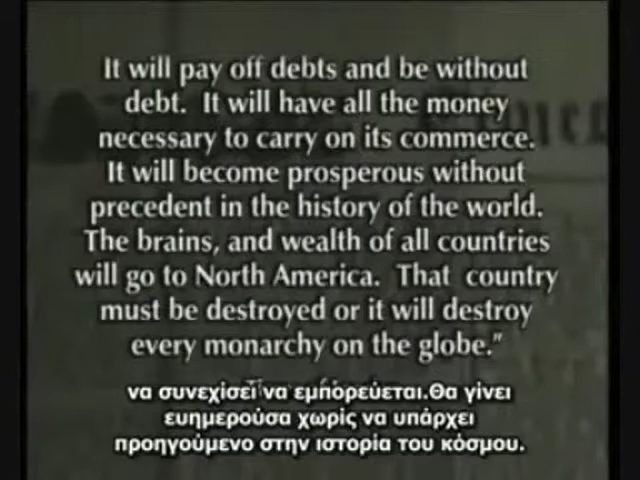 It will pay off debts and be without
debt. It will have all the money
necessary to carry on its commerce.
It will become prosperous without
precedent in the history of the world.
The brains, and wealth of all countries
will go to North America. That country
must be destroyed or it will destroy
every monarchy on the globe."
να συνεχίσει να εμπορεύεται.Θα γίνει
ευημερούσα χωρίς να υπάρχει
προηγούμενο στην ιστορία του κόσμου.